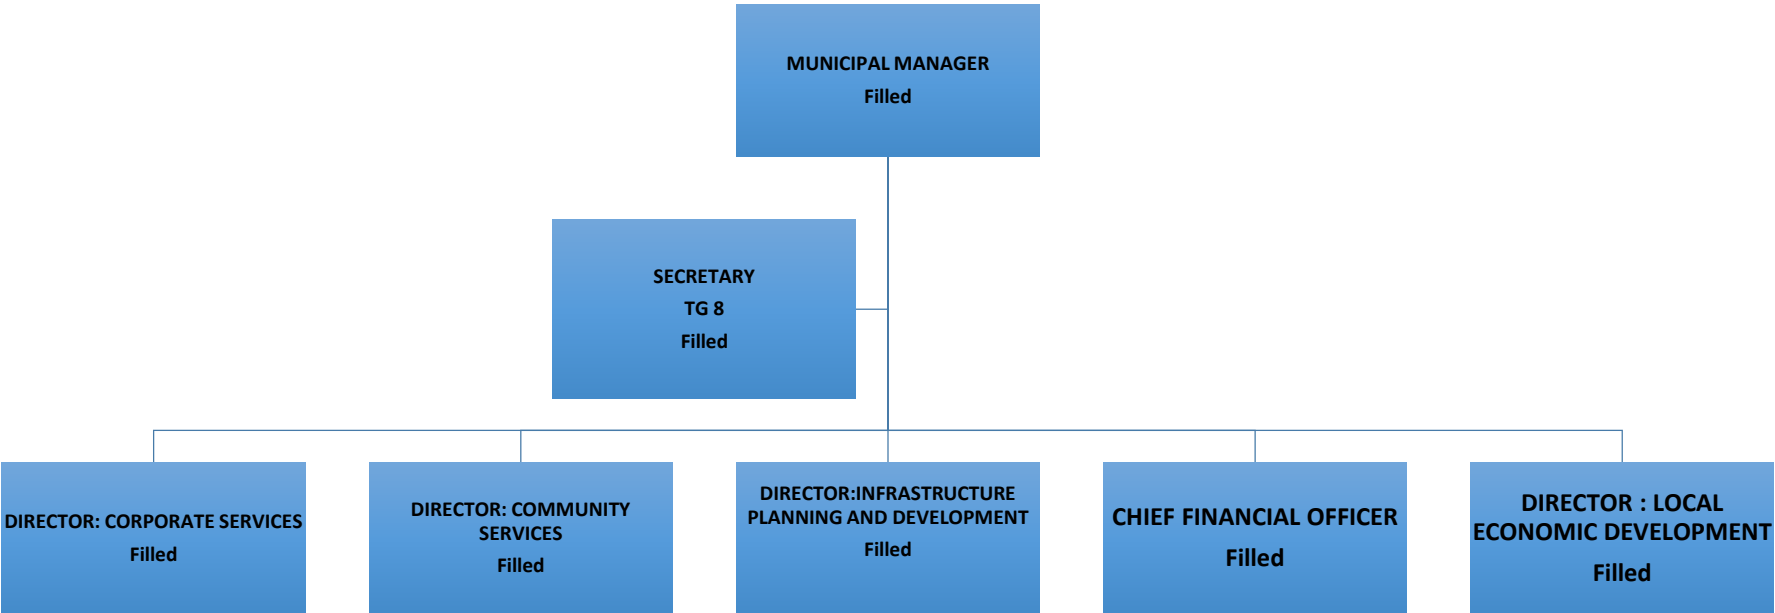 MUNICIPAL MANAGER
Filled
SECRETARY
TG 8
Filled
DIRECTOR: CORPORATE SERVICES
Filled
DIRECTOR: COMMUNITY
SERVICES
Filled
DIRECTOR:INFRASTRUCTURE
PLANNING AND DEVELOPMENT
Filled
CHIEF FINANCIAL OFFICER
Filled
DIRECTOR : LOCAL
ECONOMIC DEVELOPMENT
Filled